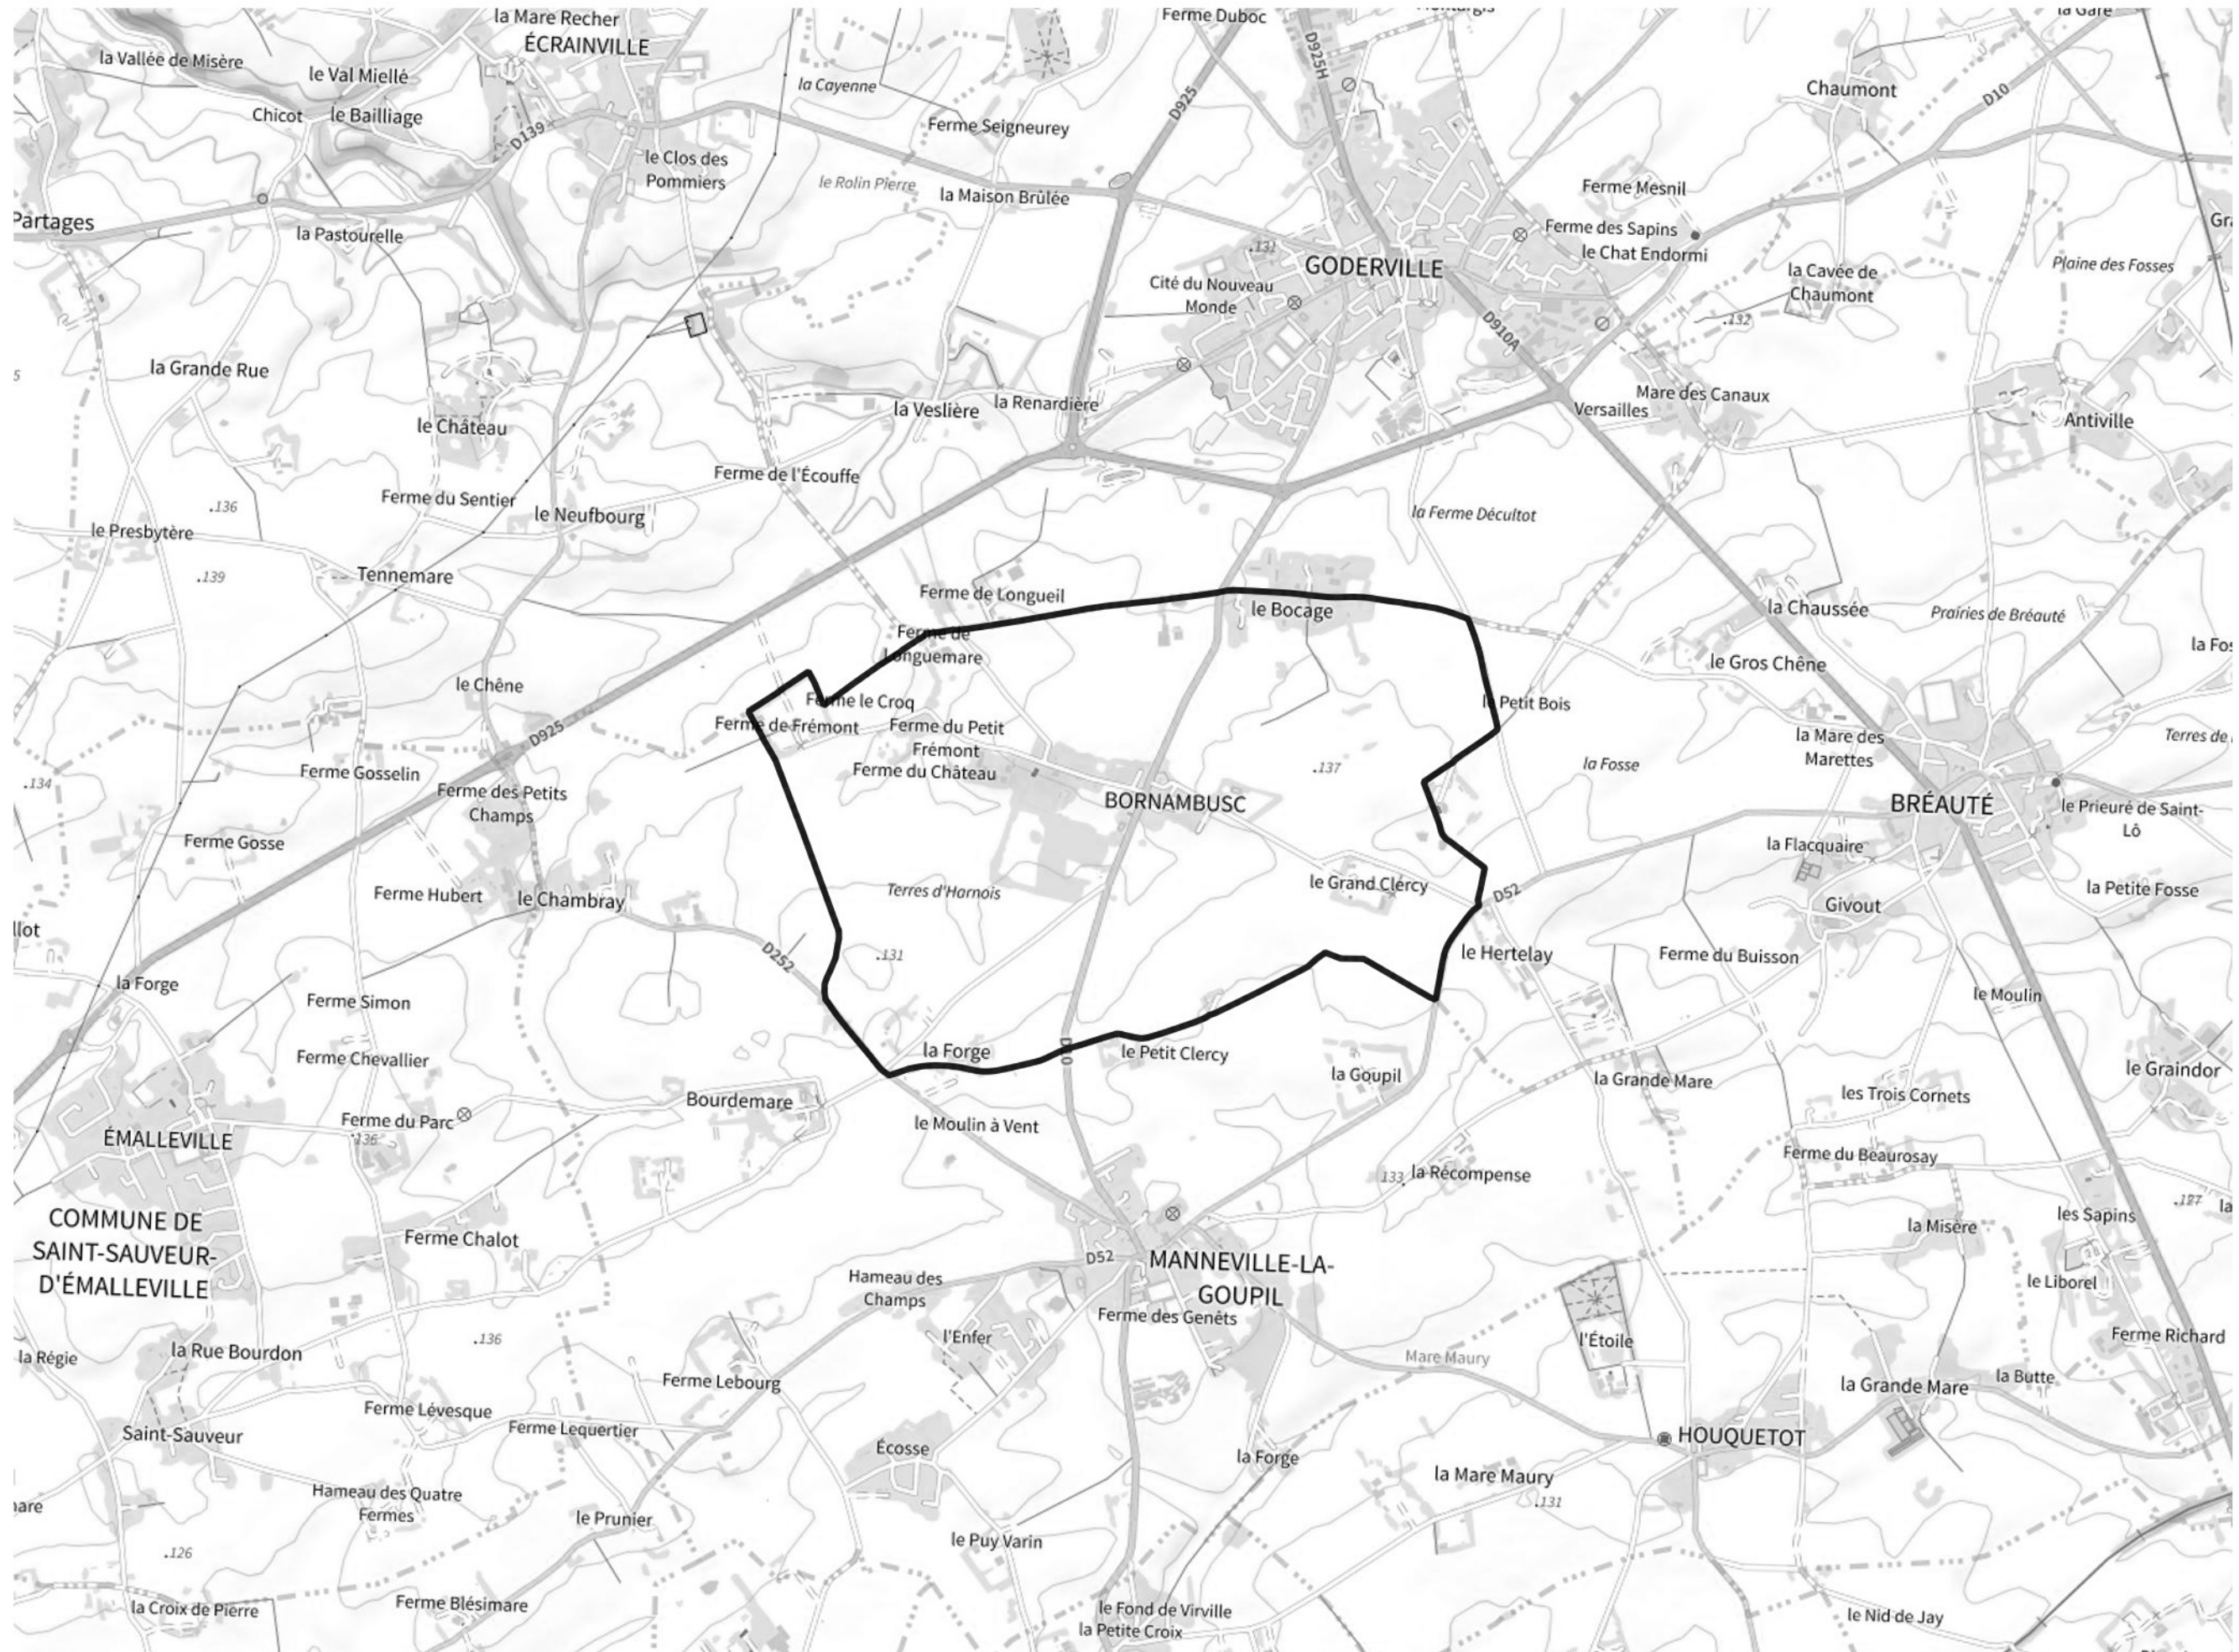 la Mare Recher
ÉCRAINVILLE
Ferme Duboc
la Gare
la Vallée de Misère
le Val Miellé
Chicot
le Bailliage
D139
la Cayenne
D925
D925H
Chaumont
D10
Ferme Seigneurey
le Clos des
Pommiers
le Rolin Pierre
la Maison Brûlée
Ferme Mesnil
Partages
la Pastourelle
.131
GODERVILLE
Ferme des Sapins
le Chat Endormi
la Cavée de
Chaumont
Plaine des Fosses
Cité du Nouveau
Monde
D910A
.132
la Grande Rue
le Château
la Veslière
la Renardière
Versailles
Mare des Canaux
Antiville
Ferme de l'Écouffe
Ferme du Sentier
le Neufbourg
.136
la Ferme Décultot
le Presbytère
.139
Tennemare
Ferme de Longueil
le Bocage
la Chaussée
Prairies de Bréauté
Ferme de
Longuemare
le Gros Chêne
le Chêne
Ferme le Croq
le Petit Bois
Ferme de Frémont
Ferme du Petit
Frémont
D925
la Mare des
Marettes
Terres de
Ferme Gosselin
Ferme du Château
.137
la Fosse
.134
Ferme des Petits
Champs
BORNAMBUSC
BRÉAUTÉ
le Prieuré de Saint-
Lô
Ferme Gosse
la Flacquaire
Ferme Hubert
le Chambray
Terres d'Harnois
le Grand Clercy
D52
Givout
la Petite Fosse
D252
.131
le Hertelay
Ferme du Buisson
la Forge
Ferme Simon
le Moulin
Ferme Chevallier
la Forge
le Petit Clercy
la Goupil
la Grande Mare
le Graindor
Bourdemare
les Trois Cornets
Ferme du Parc
.136
ÉMALLEVILLE
le Moulin à Vent
Ferme du Beaurosay
133
la Récompense
.127
COMMUNE DE
SAINT-SAUVEUR-
D'ÉMALLEVILLE
Ferme Chalot
la Misère
les Sapins
D52
MANNEVILLE-LA-
GOUPIL
Hameau des
Champs
Ferme des Genêts
le Liborel
.136
l'Enfer
l'Étoile
Ferme Richard
la Régie
la Rue Bourdon
Mare Maury
Ferme Lebourg
la Grande Mare
la Butte
Ferme Lévesque
Ferme Lequertier
Saint-Sauveur
Écosse
la Forge
HOUQUETOT
la Mare Maury
.131
Hameau des Quatre
Fermes
le Prunier
le Puy Varin
.126
la Croix de Pierre
Ferme Blésimare
le Fond de Virville
la Petite Croix
le Nid de Jay